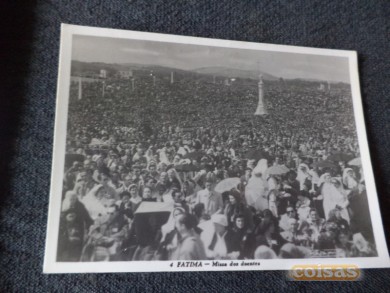 4 FATIMA — Missa dos doentes
coisas